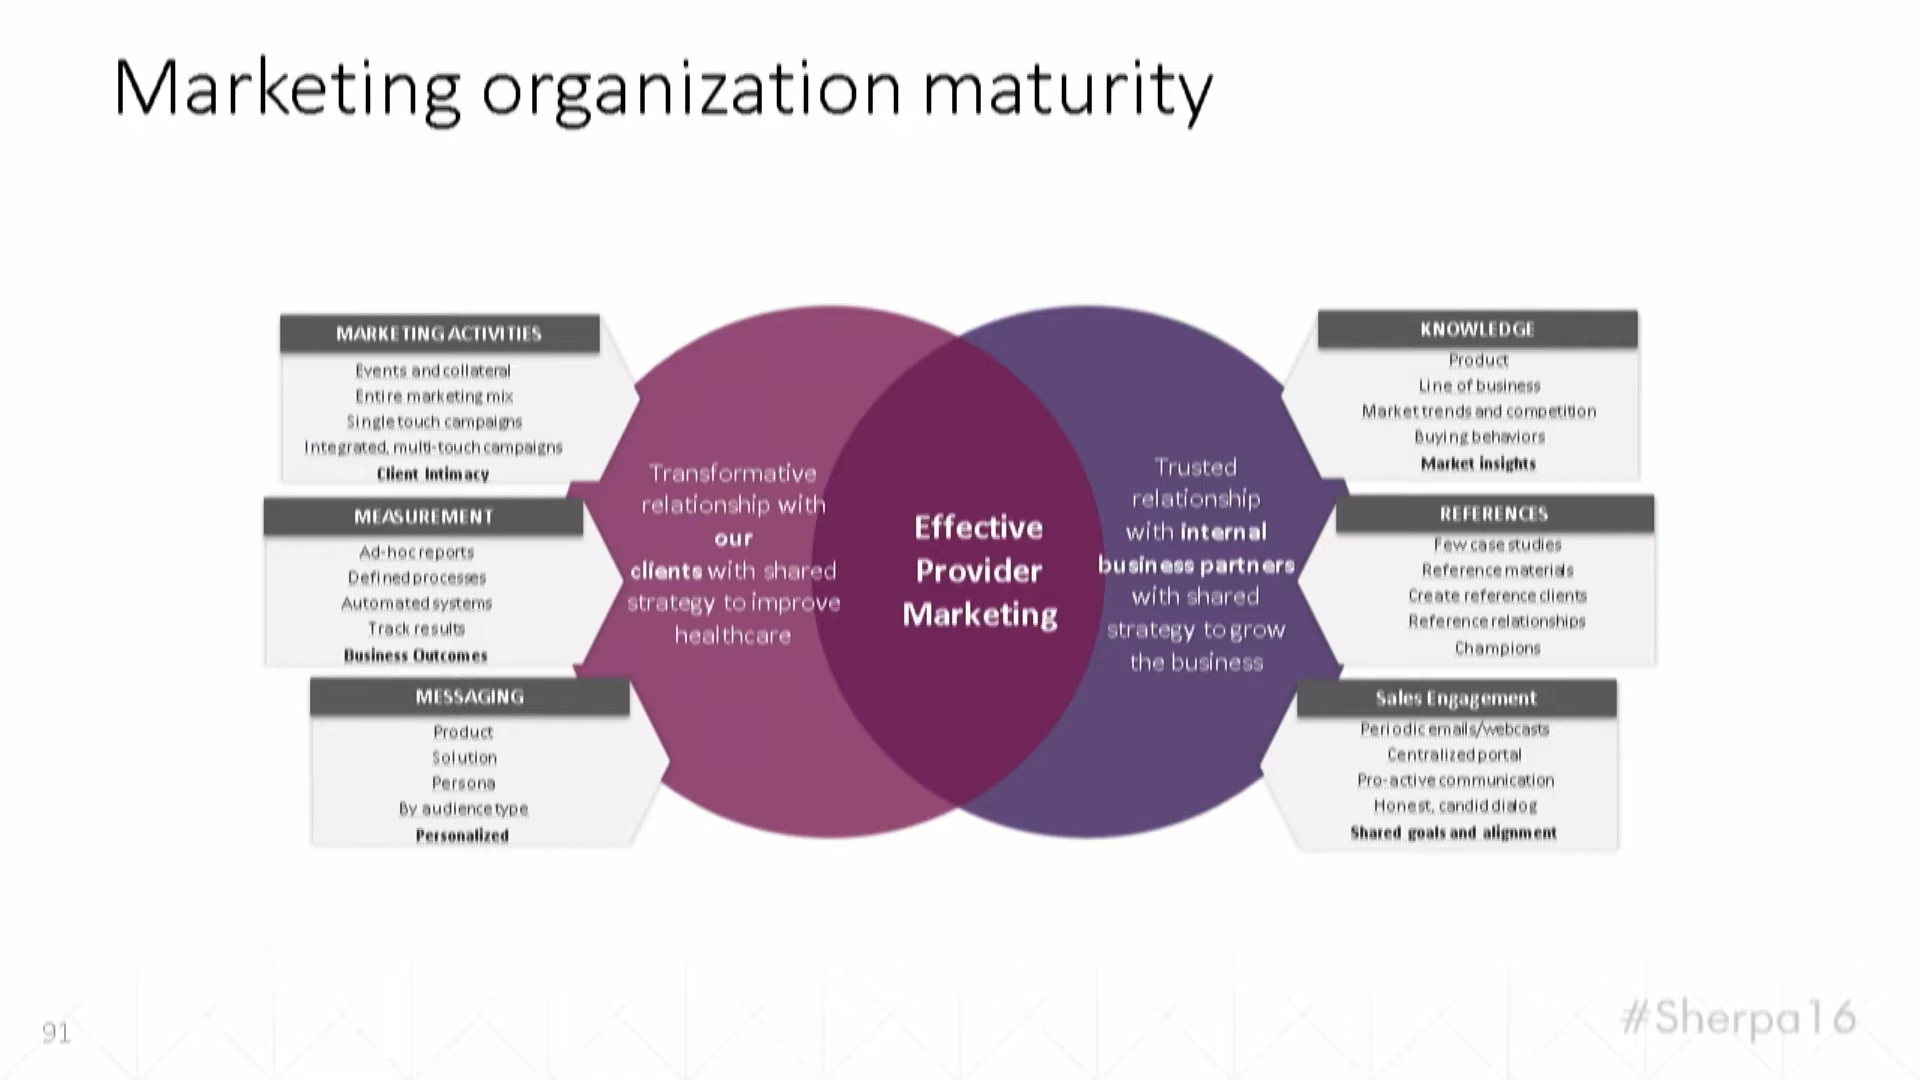 Marketing organization maturity
MARKETING ACTIVITIES
Events and collateral
Entire marketing mix
Single touch campaigns
Integrated, multi-touch campaigns
Client Intimacy
MEASUREMENT
Ad-hoc reports
Defined processes
Automated systems
Track results
Business Outcomes
MESSAGING
Product
Solution
Persona
By audience type
Personalized
Transformative
relationship with
our
clients with shared
strategy to improve
healthcare
Effective
Provider
Marketing
Trusted
relationship
with internal
business partners
with shared
strategy to grow
the business
KNOWLEDGE
Product
Line of business
Market trends and competition
Buying behaviors
Market insights
REFERENCES
Few case studies
Reference materials
Create reference clients
Reference relationships
Champions
Sales Engagement
Periodic emails/webcasts
Centralized portal
Pro-active communication
Honest, candid dialog
Shared goals and alignment
91
#Sherpa16